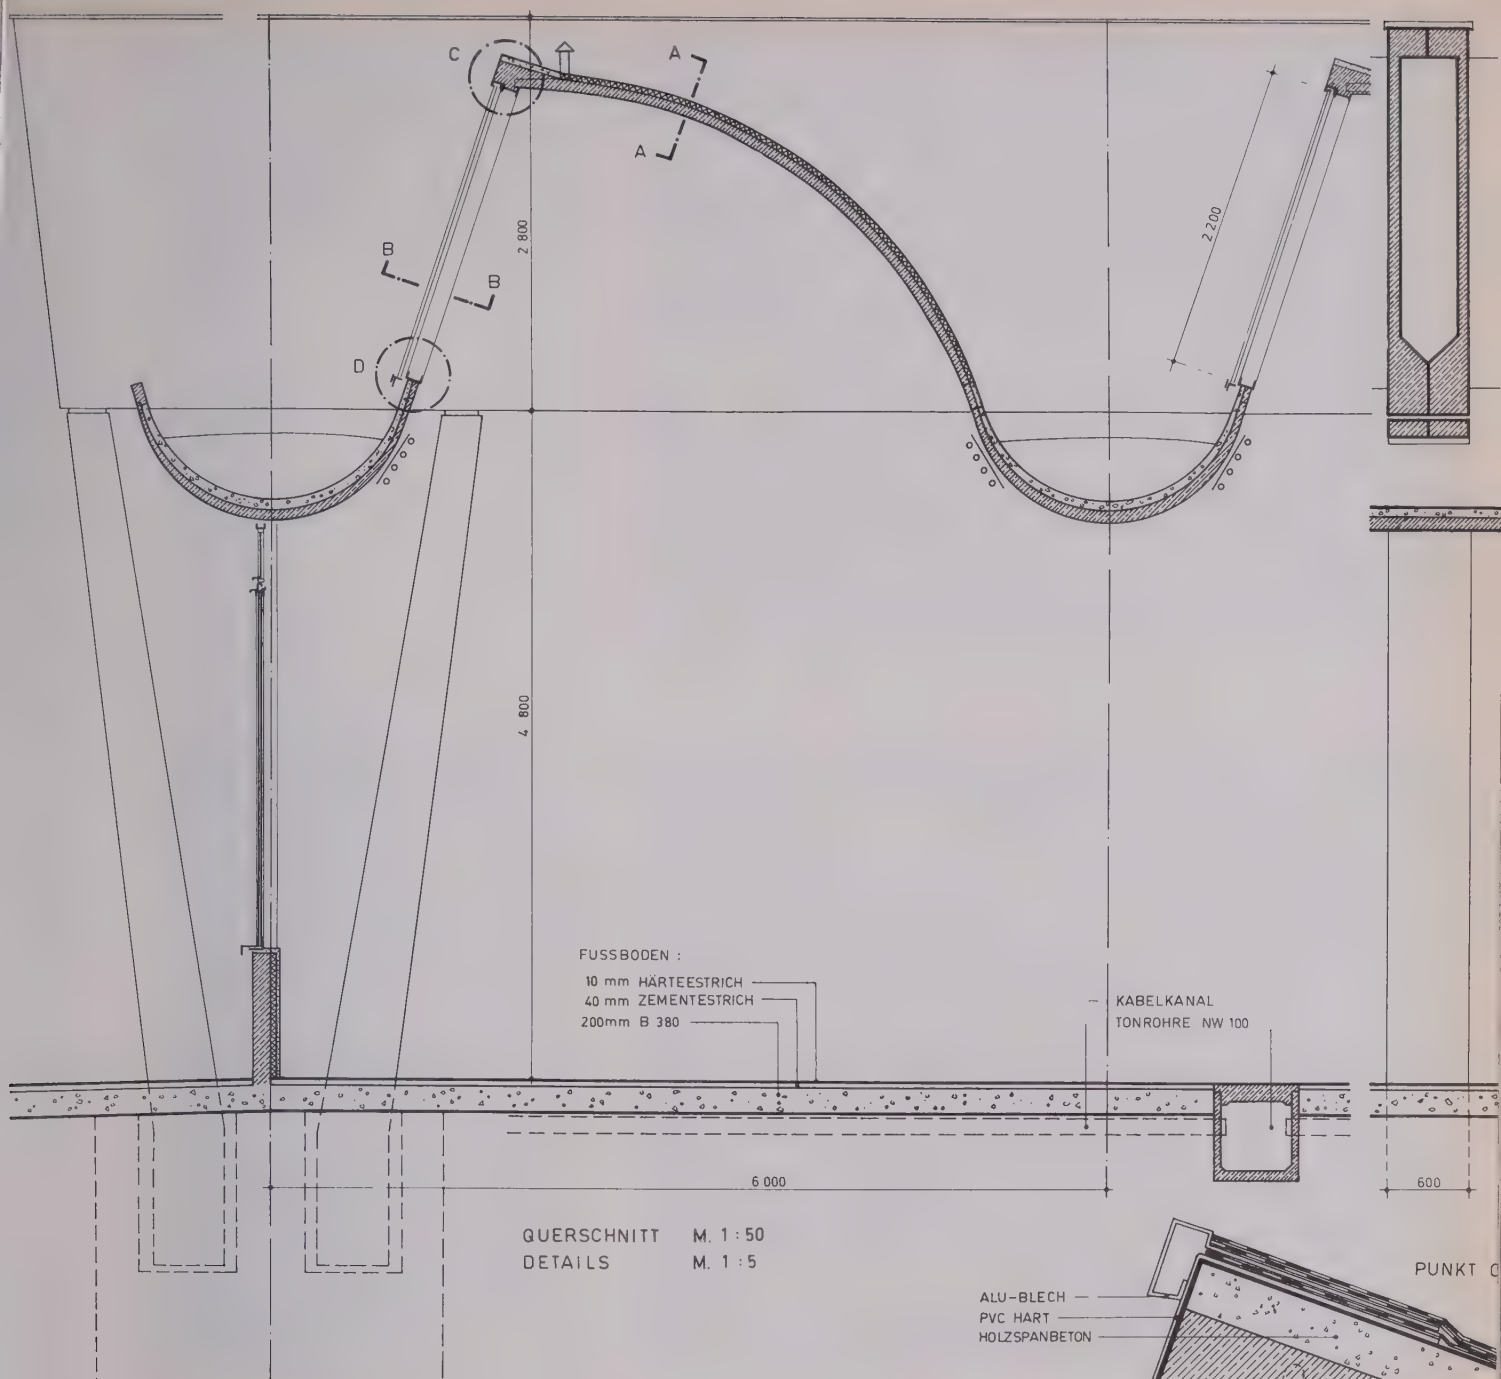 C
A
A
2 800
2 200
B
B
D
4 800
FUSSBODEN :
10 mm HÄRTEESTRICH
40 mm ZEMENTESTRICH
200mm B 380
KABELKANAL
TONROHRE NW 100
6 000
600
QUERSCHNITT M. 1 : 50
DETAILS M. 1 : 5
PUNKT C
ALU-BLECH
PVC HART
HOLZSPANBETON